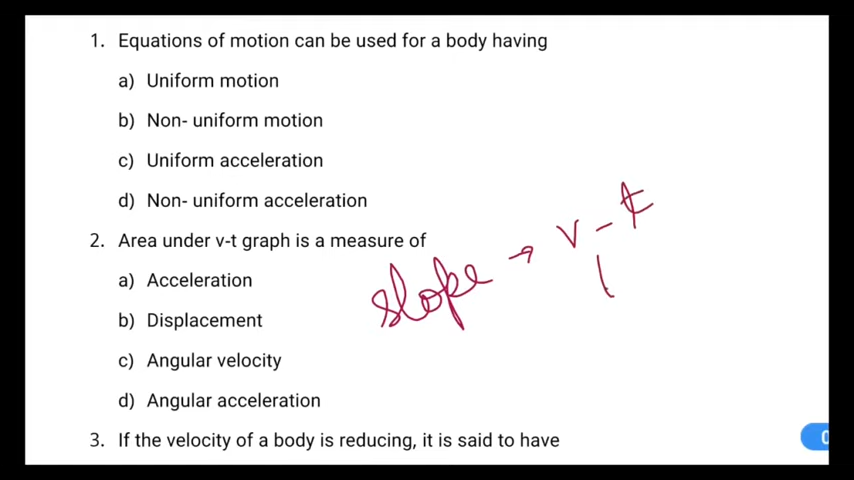 1. Equations of motion can be used for a body having
a) Uniform motion
b) Non- uniform motion
c) Uniform acceleration
d) Non- uniform acceleration
2. Area under v-t graph is a measure of
a) Acceleration
b) Displacement
c) Angular velocity
d) Angular acceleration
slope → v-t
3. If the velocity of a body is reducing, it is said to have